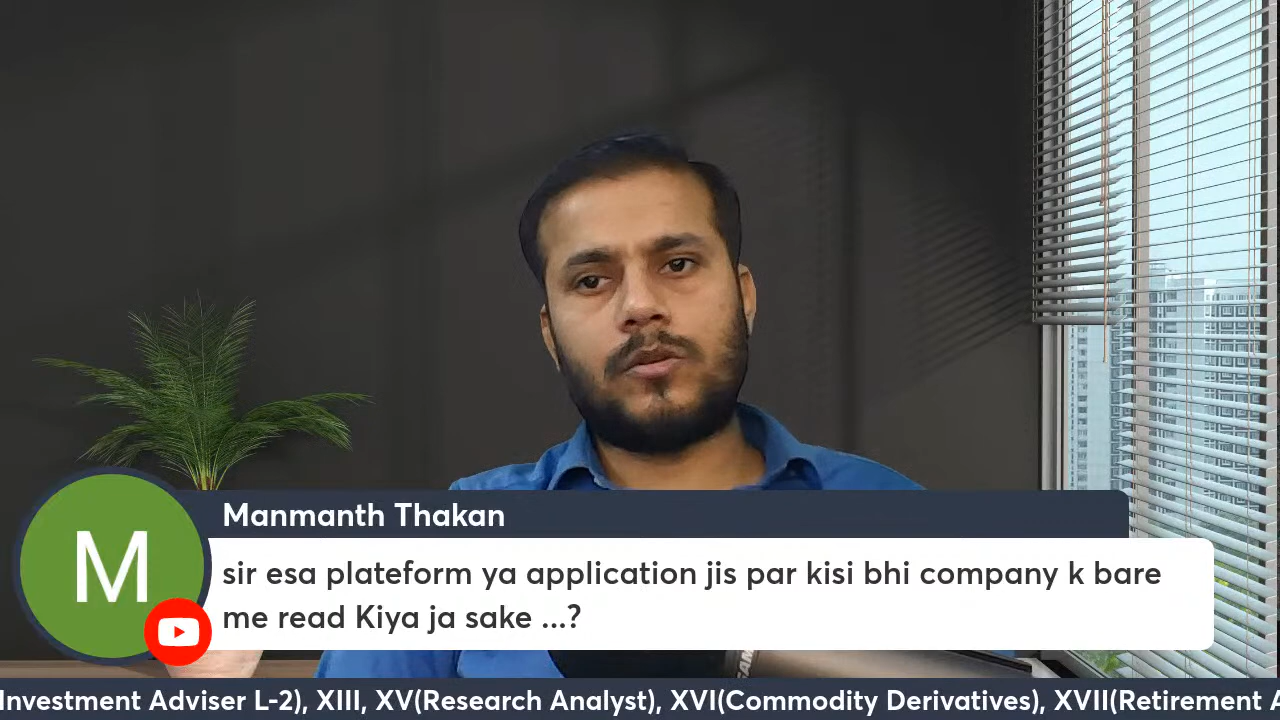 M
Manmanth Thakan
sir esa plateform ya application jis par kisi bhi company k bare
me read Kiya ja sake ...?
Investment Adviser L-2), XIII, XV(Research Analyst), XVI(Commodity Derivatives), XVII(Retirement A